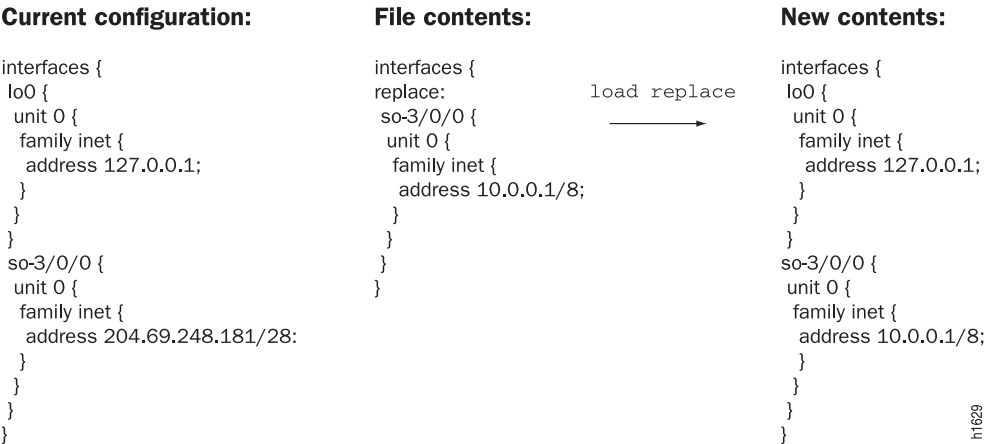 Current configuration:
interfaces {
lo0 {
unit 0 {
family inet {
address 127.0.0.1;
}
}
}
so-3/0/0 {
unit 0 {
family inet {
address 204.69.248.181/28:
}
}
}
}
File contents:
interfaces {
replace:
so-3/0/0 {
unit 0 {
family inet {
address 10.0.0.1/8;
}
}
}
}
load replace
New contents:
interfaces {
lo0 {
unit 0 {
family inet {
address 127.0.0.1;
}
}
}
so-3/0/0 {
unit 0 {
family inet {
address 10.0.0.1/8;
}
}
}
}
h1629